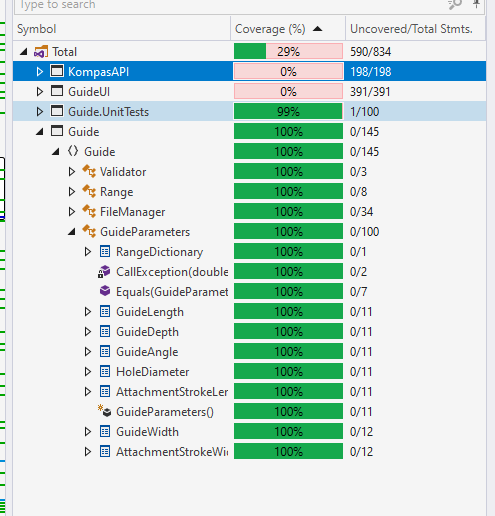 Type to search
Symbol Coverage (%) Uncovered/Total Stmts.
Total 29% 590/834
KompasAPI 0% 198/198
GuideUI 0% 391/391
Guide.UnitTests 99% 1/100
Guide 100% 0/145
Guide 100% 0/145
Validator 100% 0/3
Range 100% 0/8
FileManager 100% 0/34
GuideParameters 100% 0/100
RangeDictionary 100% 0/1
CallException(double 100% 0/2
Equals(GuideParamet 100% 0/7
GuideLength 100% 0/11
GuideDepth 100% 0/11
GuideAngle 100% 0/11
HoleDiameter 100% 0/11
AttachmentStrokeLer 100% 0/11
GuideParameters() 100% 0/11
GuideWidth 100% 0/12
AttachmentStrokeWi 100% 0/12